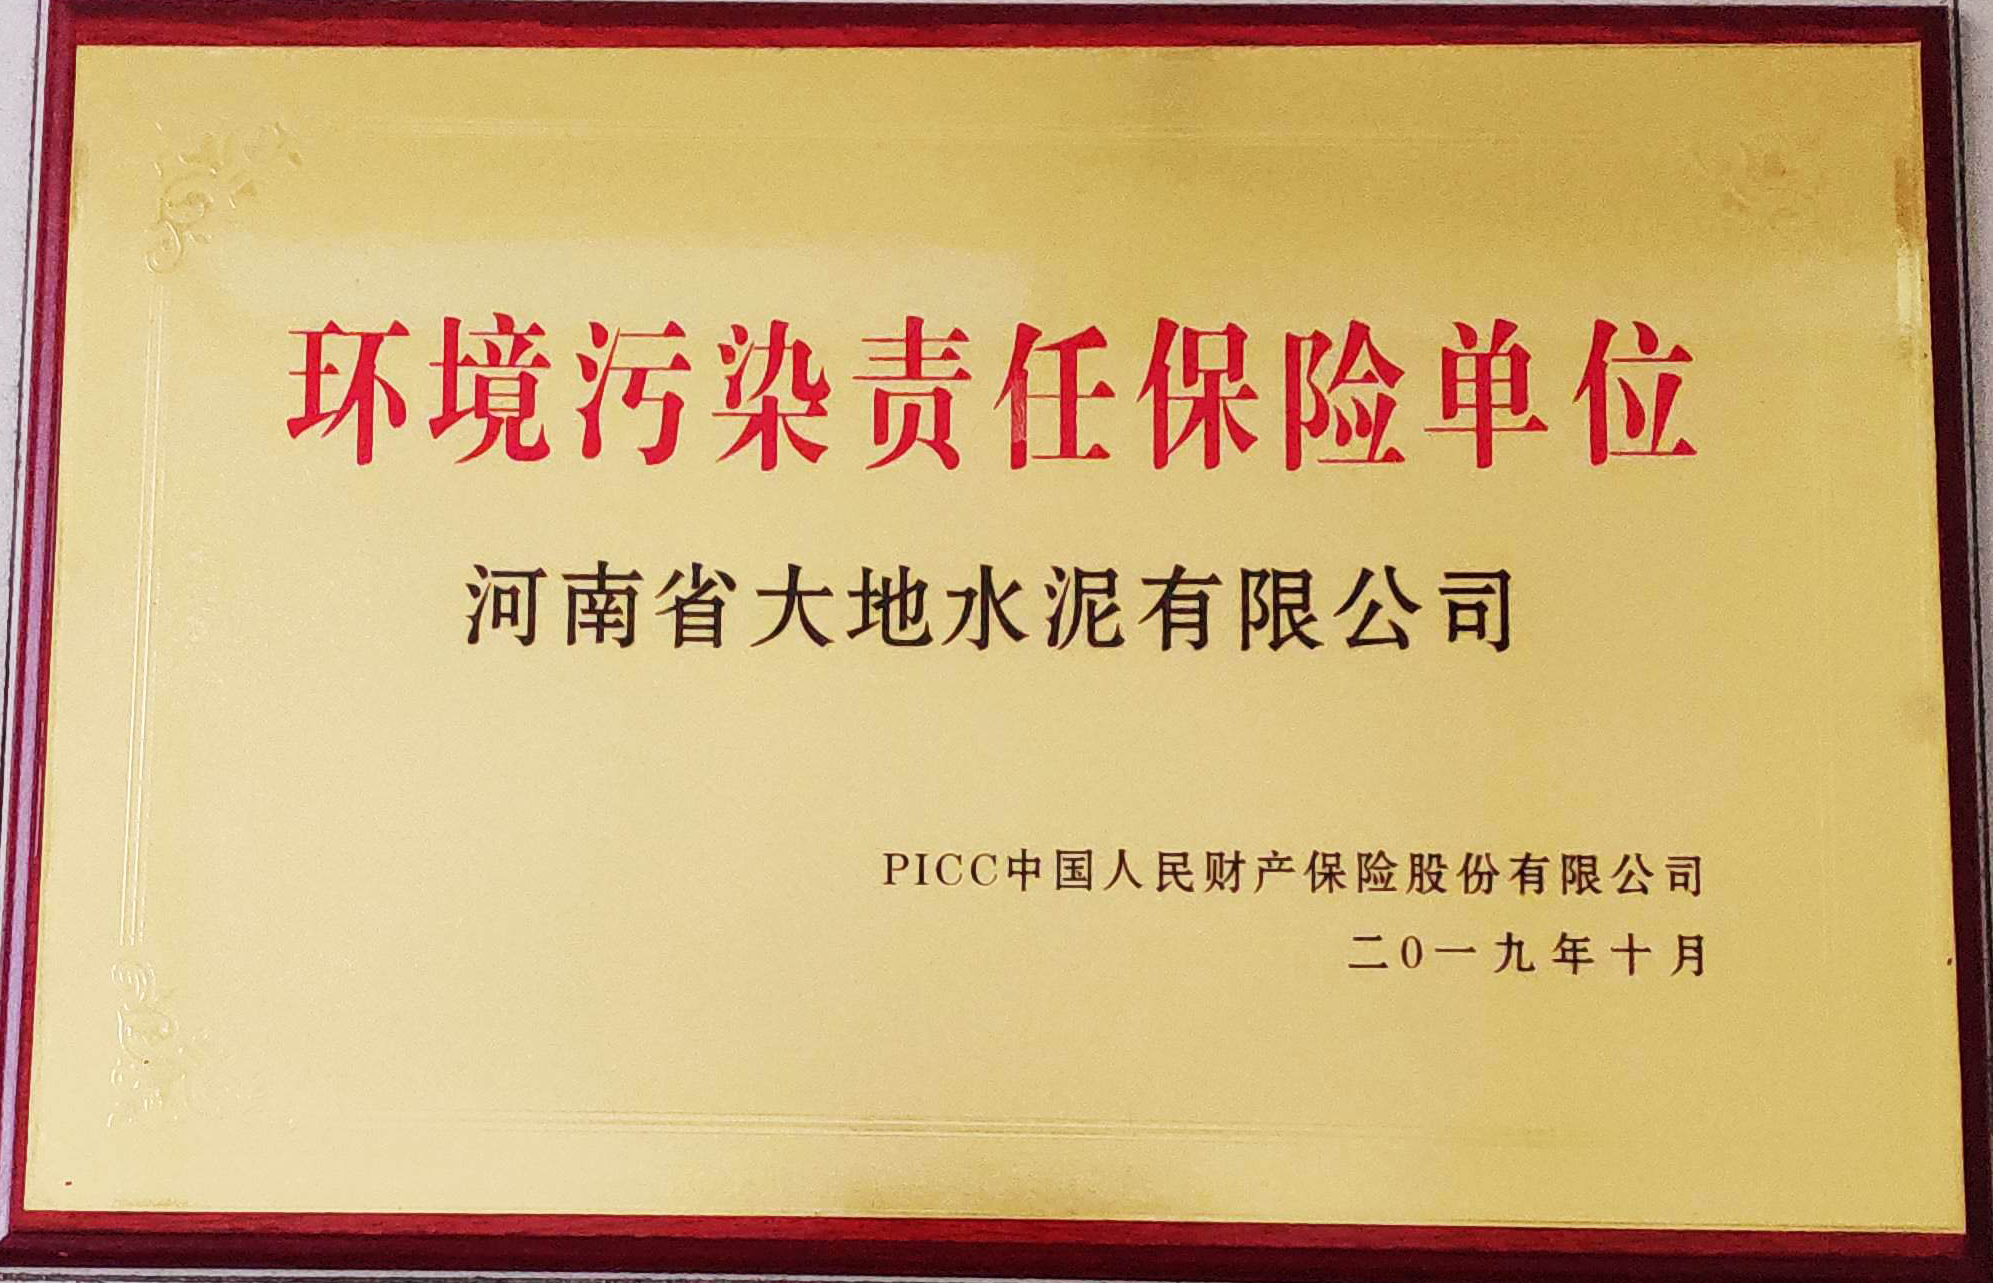 环境污染责任保险单位
河南省大地水泥有限公司
PICC中国人民财产保险股份有限公司
二0一九年十月